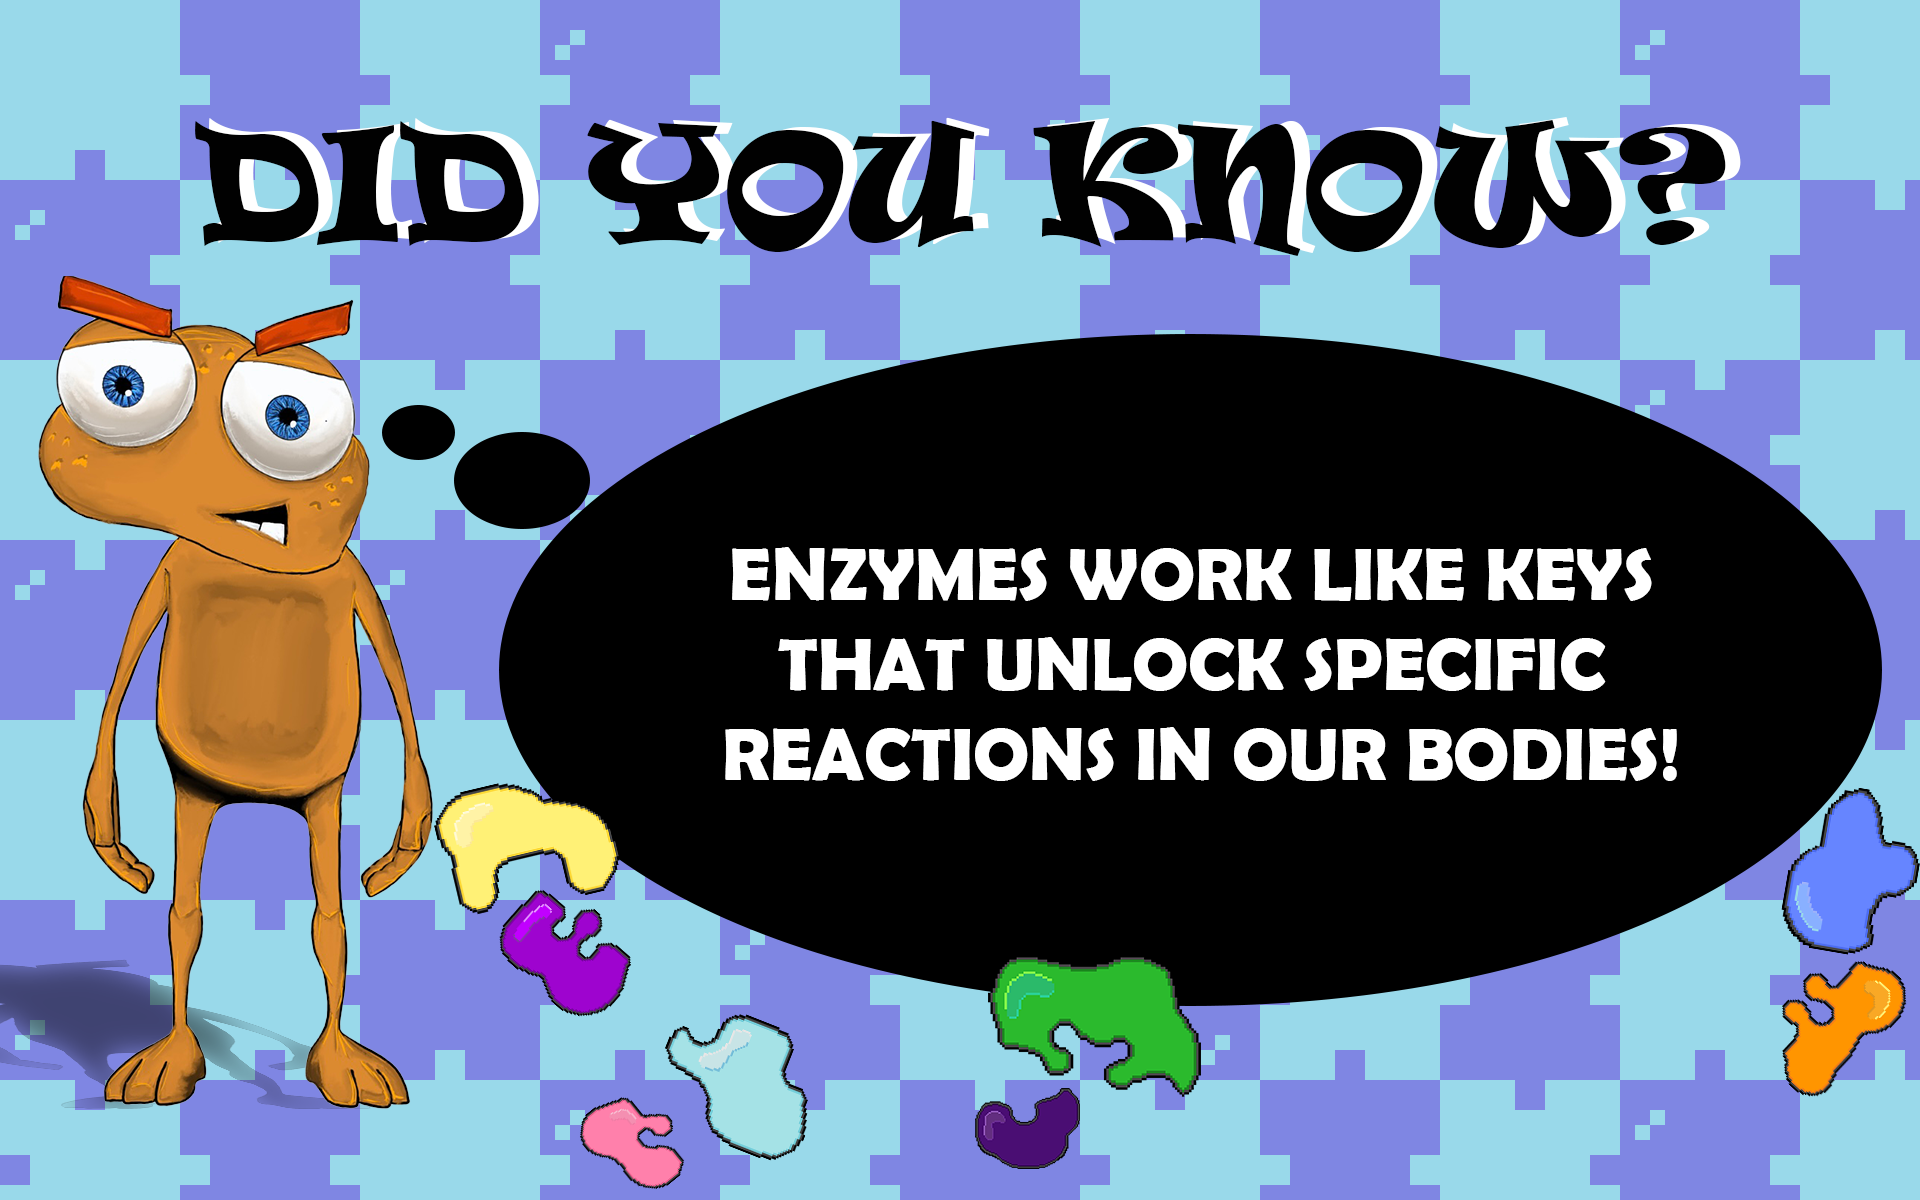 DID YOU KNOW?
ENZYMES WORK LIKE KEYS
THAT UNLOCK SPECIFIC
REACTIONS IN OUR BODIES!